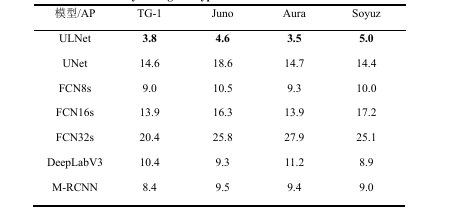 模型/AP TG-1 Juno Aura Soyuz
ULNet 3.8 4.6 3.5 5.0
UNet 14.6 18.6 14.7 14.4
FCN8s 9.0 10.5 9.3 10.0
FCN16s 13.9 16.3 13.9 17.2
FCN32s 20.4 25.8 27.9 25.1
DeepLabV3 10.4 9.3 11.2 8.9
M-RCNN 8.4 9.5 9.4 9.0